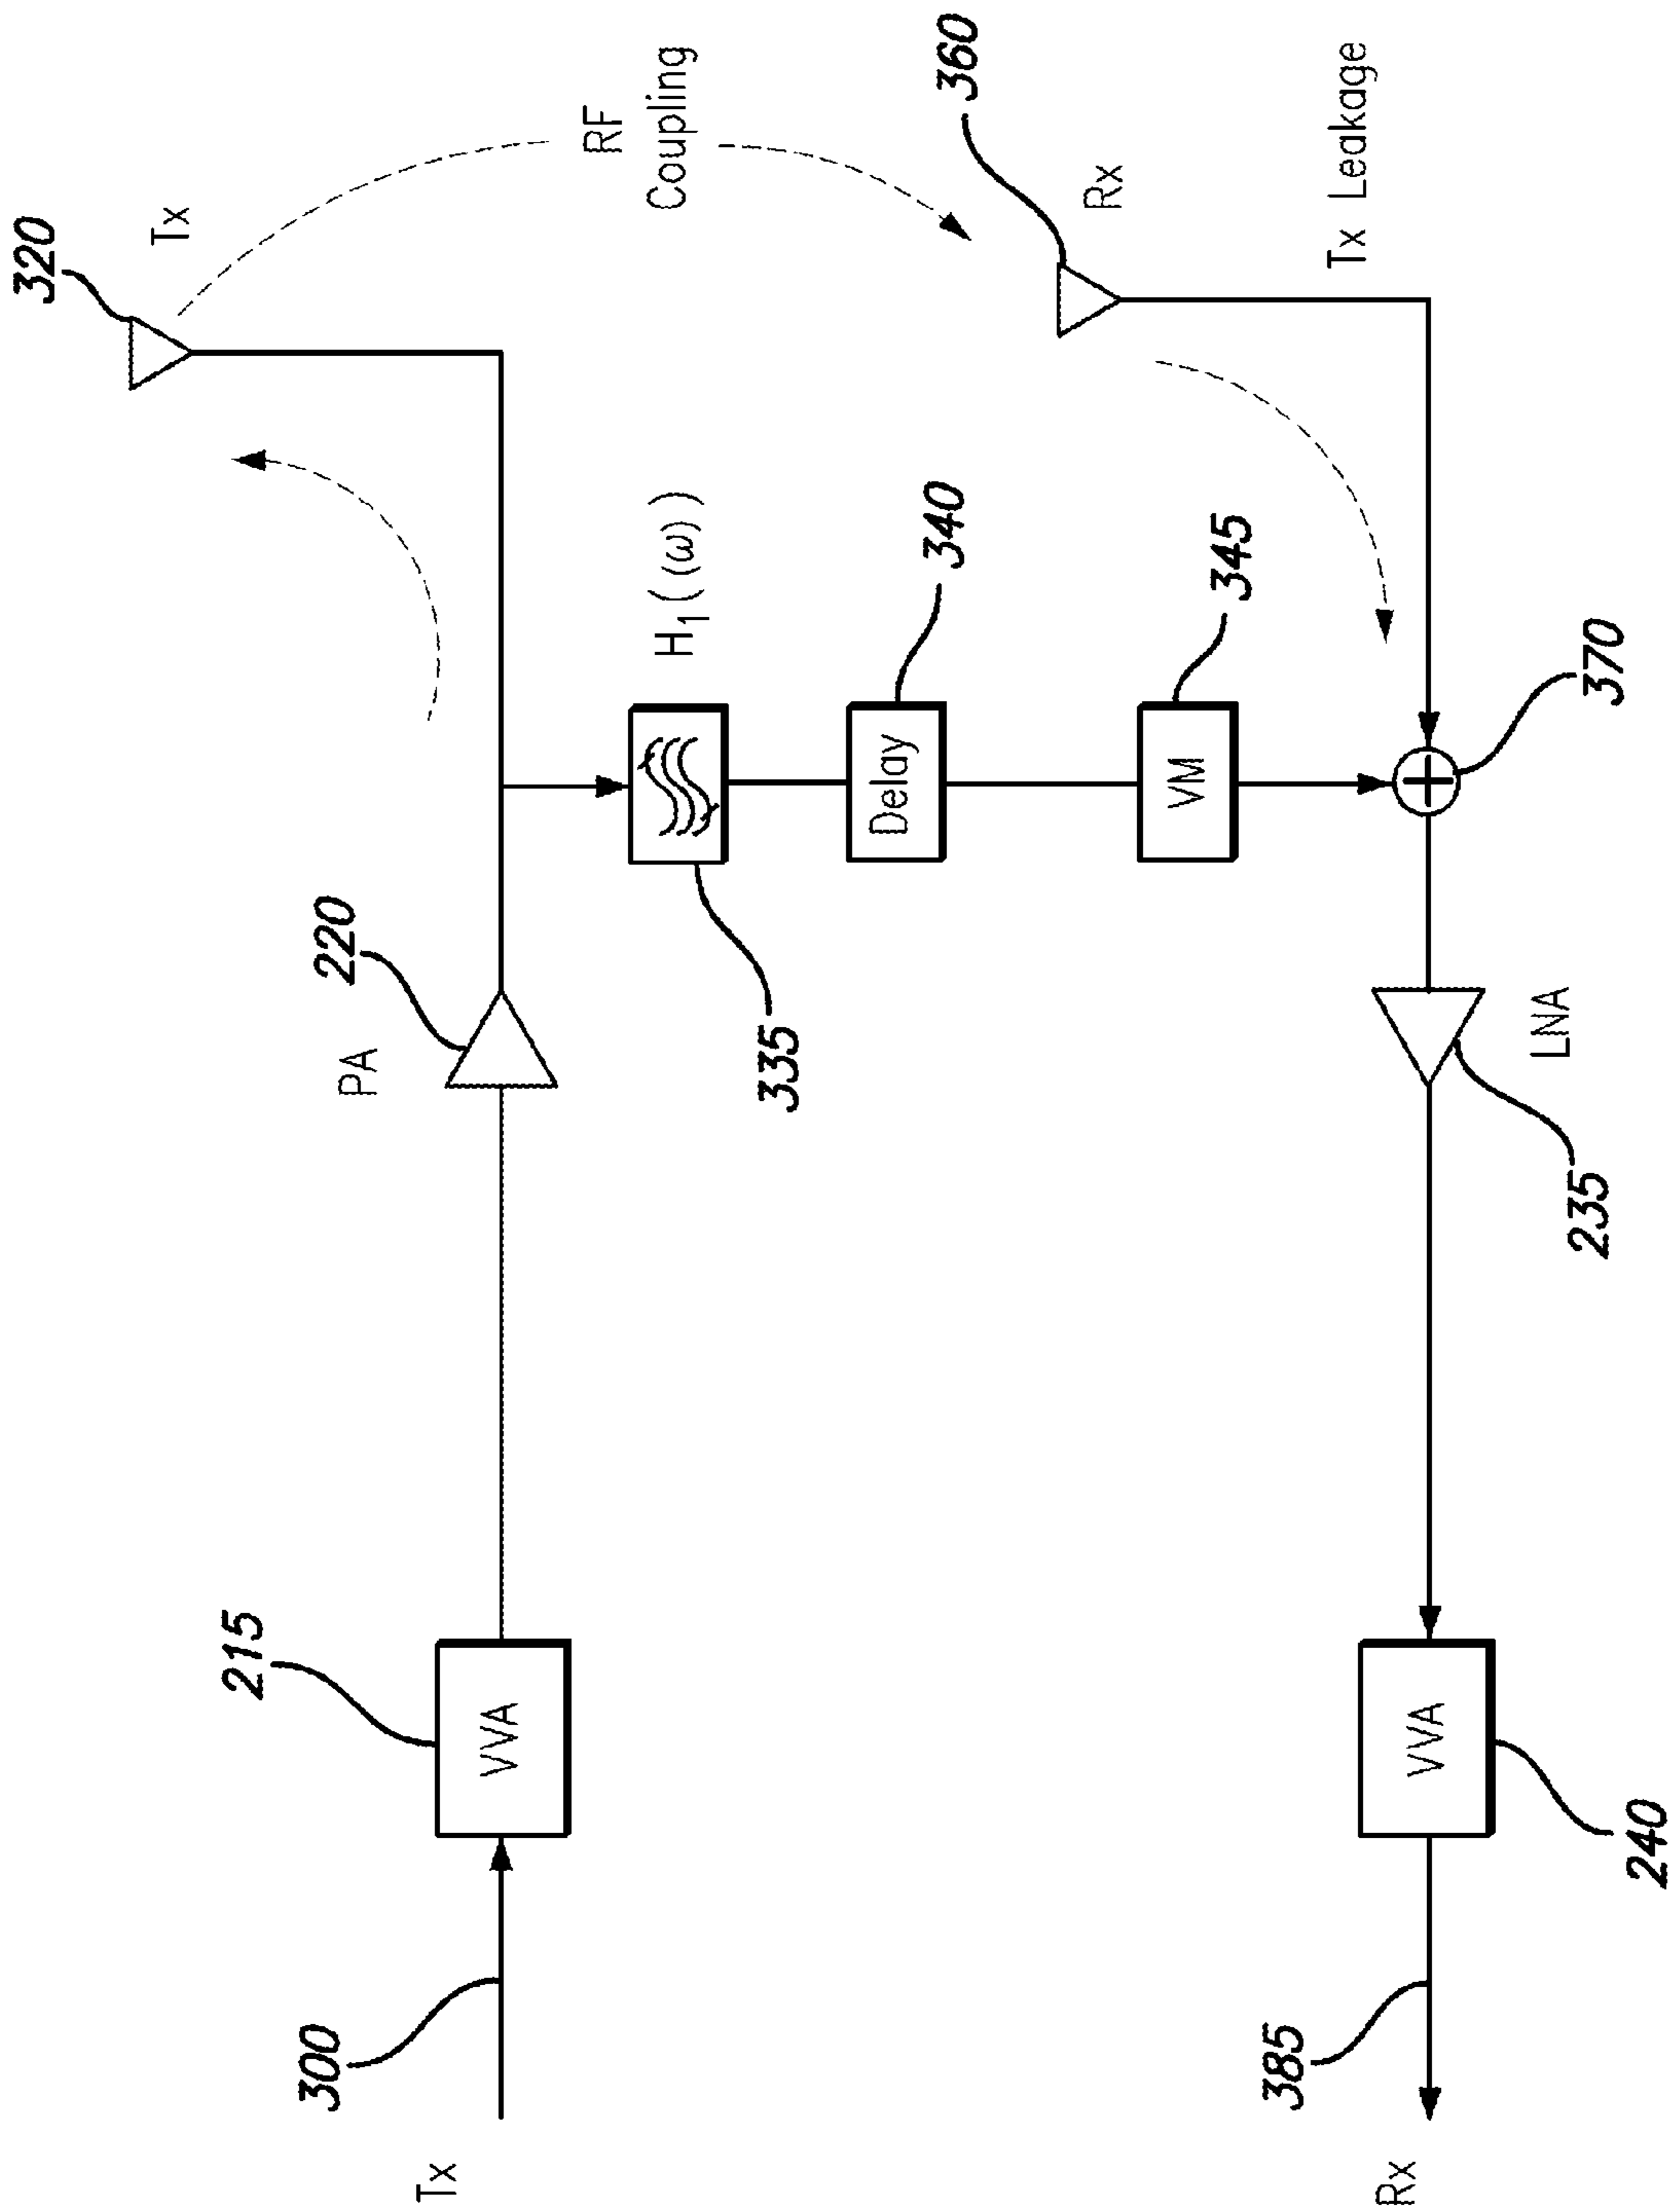 320
Tx
RF
Coupling
360
Rx
Tx Leakage
PA
220
H1((ω))
335
Delay
340
VM
345
370
LNA
235
215
VVA
300
Tx
VVA
240
385
Rx